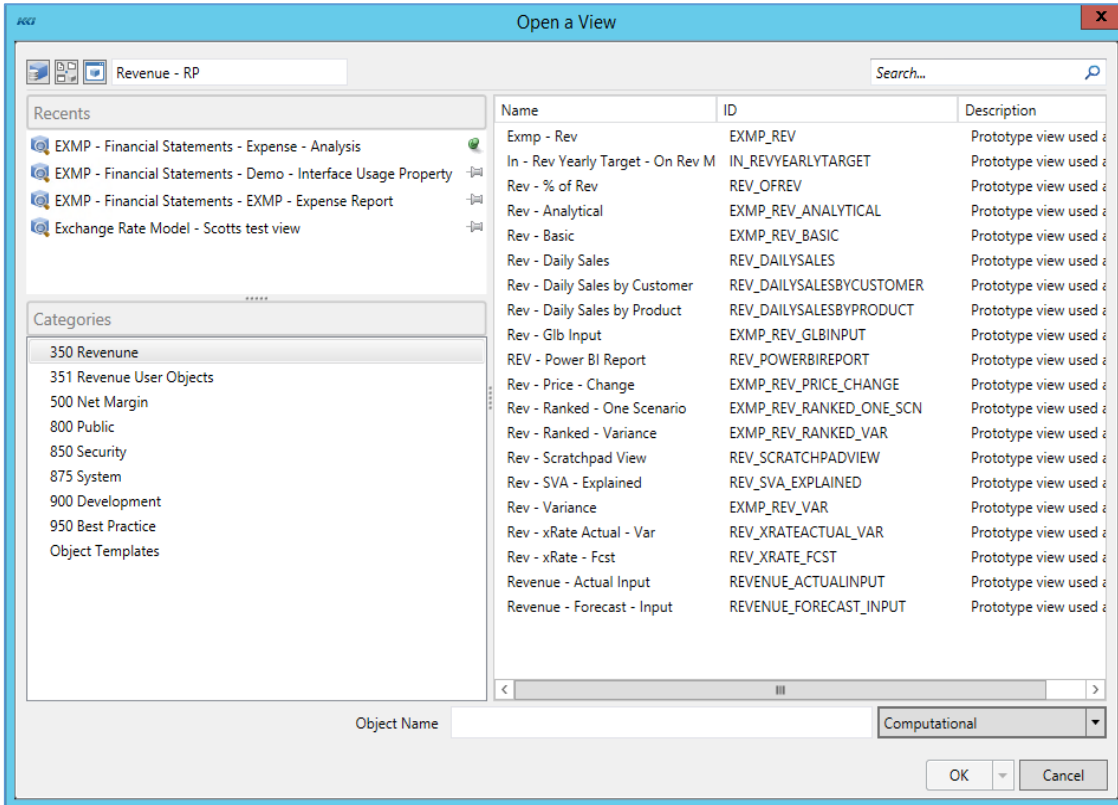 KCI
Open a View
x
Revenue - RP
Search...
Recents
EXMP - Financial Statements - Expense - Analysis
EXMP - Financial Statements - Demo - Interface Usage Property
EXMP - Financial Statements - EXMP - Expense Report
Exchange Rate Model - Scotts test view
Categories
350 Revenune
351 Revenue User Objects
500 Net Margin
800 Public
850 Security
875 System
900 Development
950 Best Practice
Object Templates
Name ID Description
Exmp - Rev EXMP_REV Prototype view used a
In - Rev Yearly Target - On Rev M IN_REVYEARLYTARGET Prototype view used a
Rev - % of Rev REV_OFREV Prototype view used a
Rev - Analytical EXMP_REV_ANALYTICAL Prototype view used a
Rev - Basic EXMP_REV_BASIC Prototype view used a
Rev - Daily Sales REV_DAILYSALES Prototype view used a
Rev - Daily Sales by Customer REV_DAILYSALESBYCUSTOMER Prototype view used a
Rev - Daily Sales by Product REV_DAILYSALESBYPRODUCT Prototype view used a
Rev - Glb Input EXMP_REV_GLBINPUT Prototype view used a
REV - Power BI Report REV_POWERBIREPORT Prototype view used a
Rev - Price - Change EXMP_REV_PRICE_CHANGE Prototype view used a
Rev - Ranked - One Scenario EXMP_REV_RANKED_ONE_SCN Prototype view used a
Rev - Ranked - Variance EXMP_REV_RANKED_VAR Prototype view used a
Rev - Scratchpad View REV_SCRATCHPADVIEW Prototype view used a
Rev - SVA - Explained REV_SVA_EXPLAINED Prototype view used a
Rev - Variance EXMP_REV_VAR Prototype view used a
Rev - xRate Actual - Var REV_XRATEACTUAL_VAR Prototype view used a
Rev - xRate - Fcst REV_XRATE_FCST Prototype view used a
Revenue - Actual Input REVENUE_ACTUALINPUT Prototype view used a
Revenue - Forecast - Input REVENUE_FORECAST_INPUT Prototype view used a
Object Name
Computational
OK
Cancel